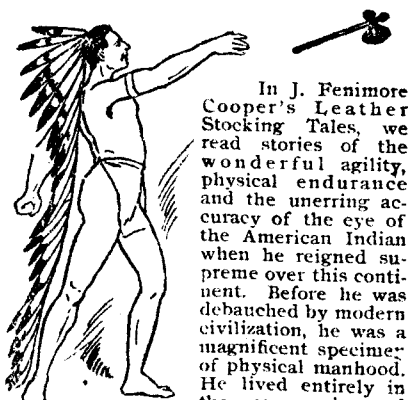 In J. Fenimore
Cooper's Leather
Stocking Tales, we
read stories of the
wonderful agility,
physical endurance
and the unerring ac-
curacy of the eye of
the American Indian
when he reigned su-
preme over this conti-
nent. Before he was
debauched by modern
civilization, he was a
magnificent specimen
of physical manhood.
He lived entirely in